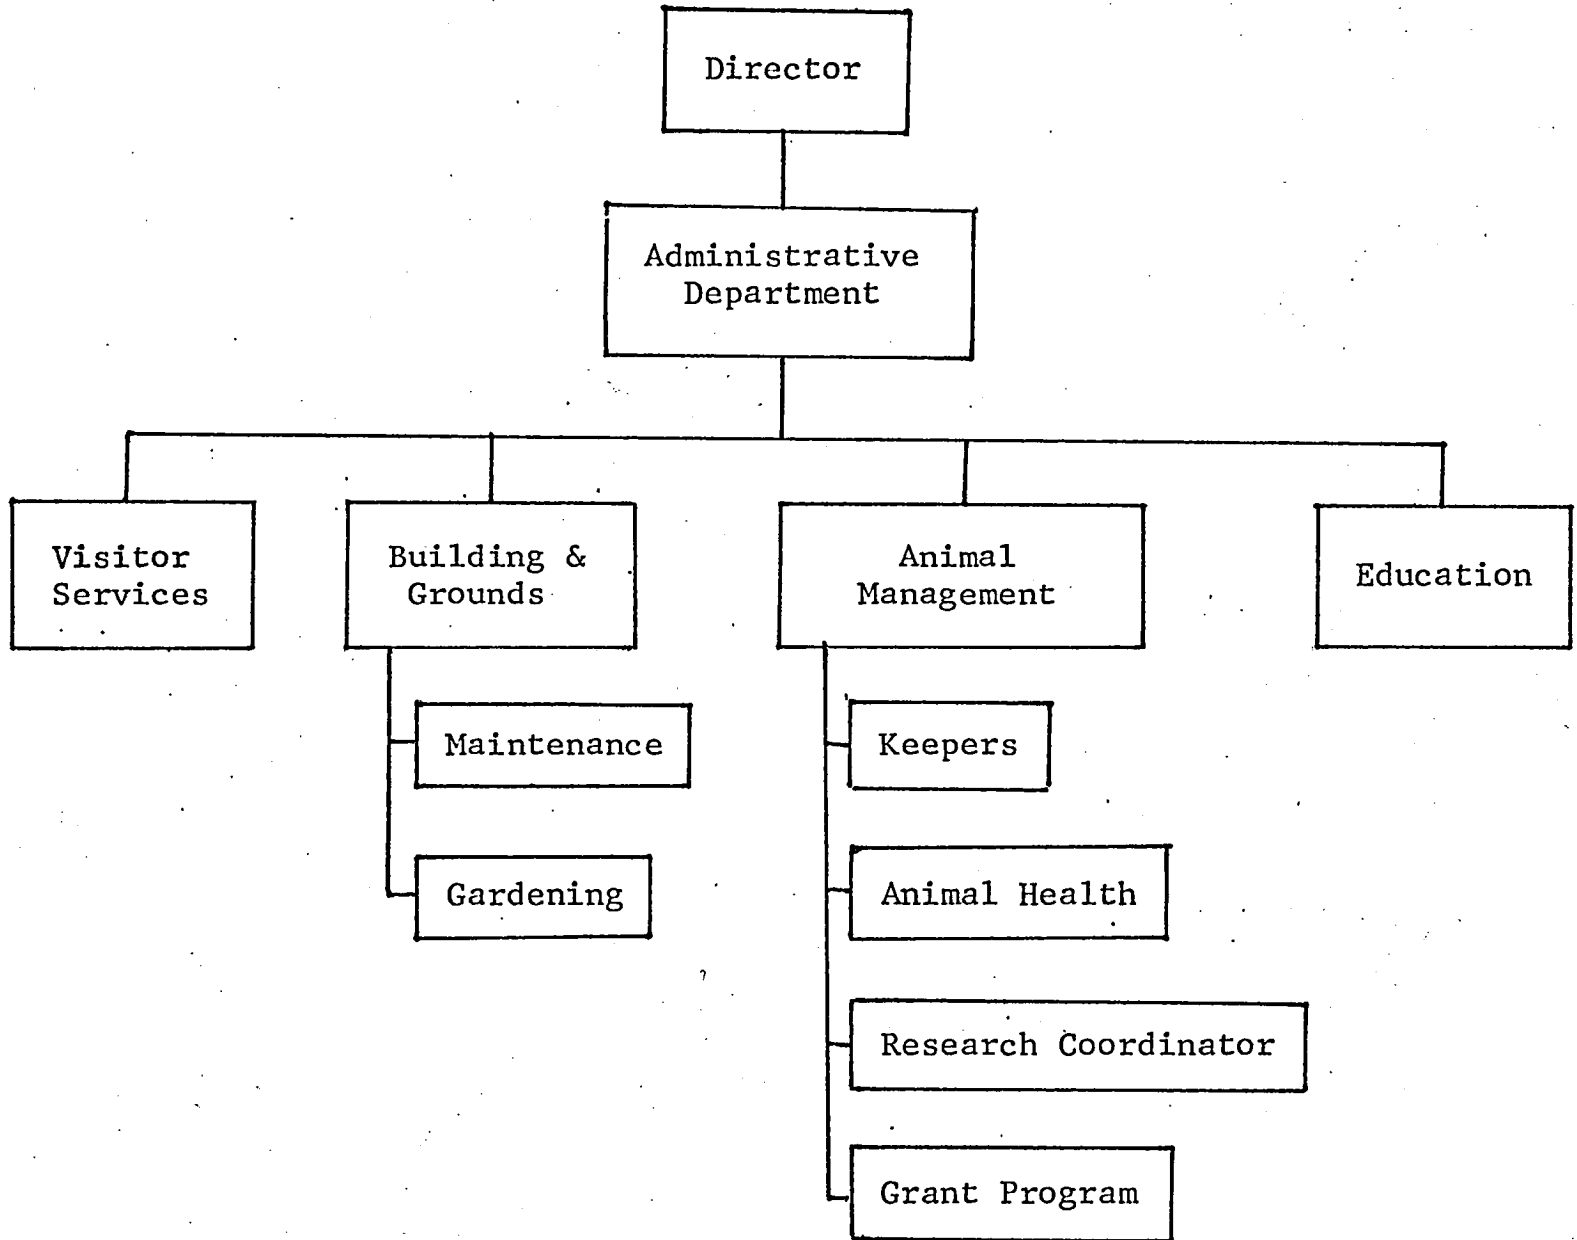 Director
Administrative
Department
Visitor
Services
Building &
Grounds
Animal
Management
Education
Maintenance
Gardening
Keepers
Animal Health
Research Coordinator
Grant Program